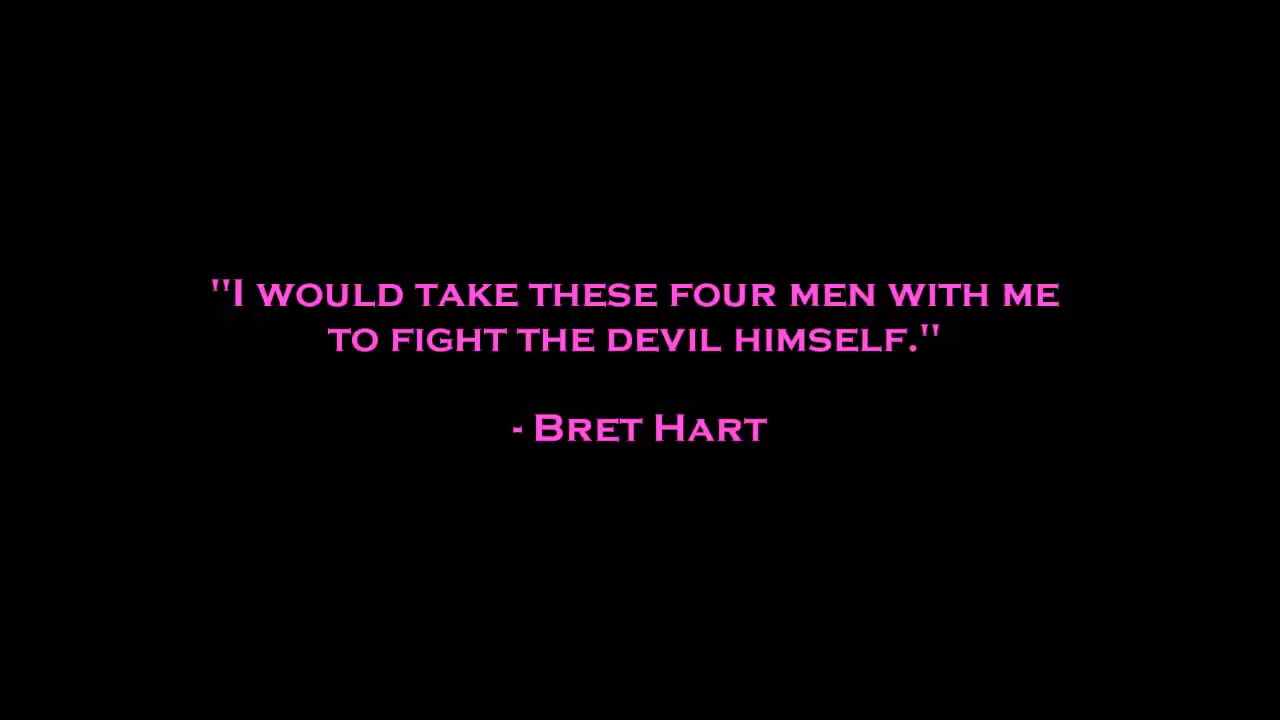 "I WOULD TAKE THESE FOUR MEN WITH ME
TO FIGHT THE DEVIL HIMSELF."
- BRET HART